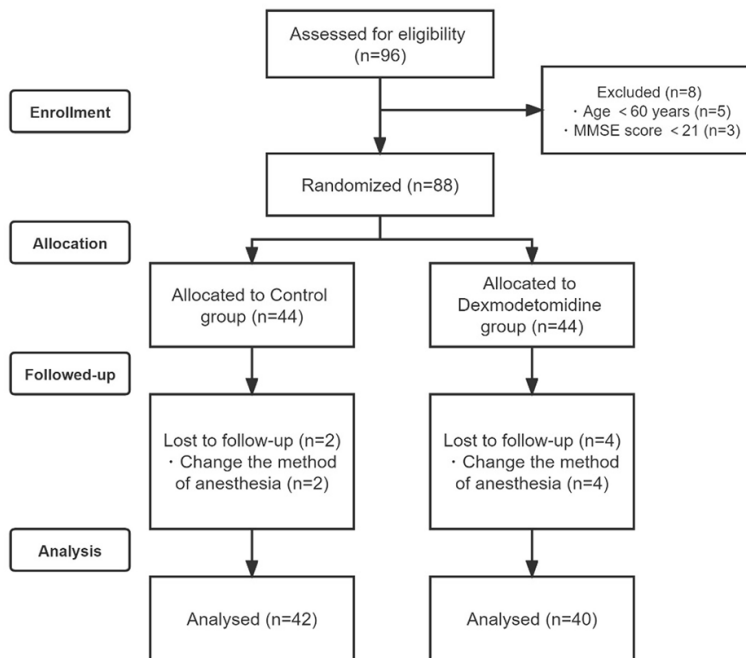 Assessed for eligibility
(n=96)
Excluded (n=8)
· Age < 60 years (n=5)
· MMSE score < 21 (n=3)
Enrollment
Randomized (n=88)
Allocation
Allocated to Control
group (n=44)
Allocated to
Dexmodetomidine
group (n=44)
Followed-up
Lost to follow-up (n=2)
· Change the method
of anesthesia (n=2)
Lost to follow-up (n=4)
· Change the method
of anesthesia (n=4)
Analysis
Analysed (n=42)
Analysed (n=40)